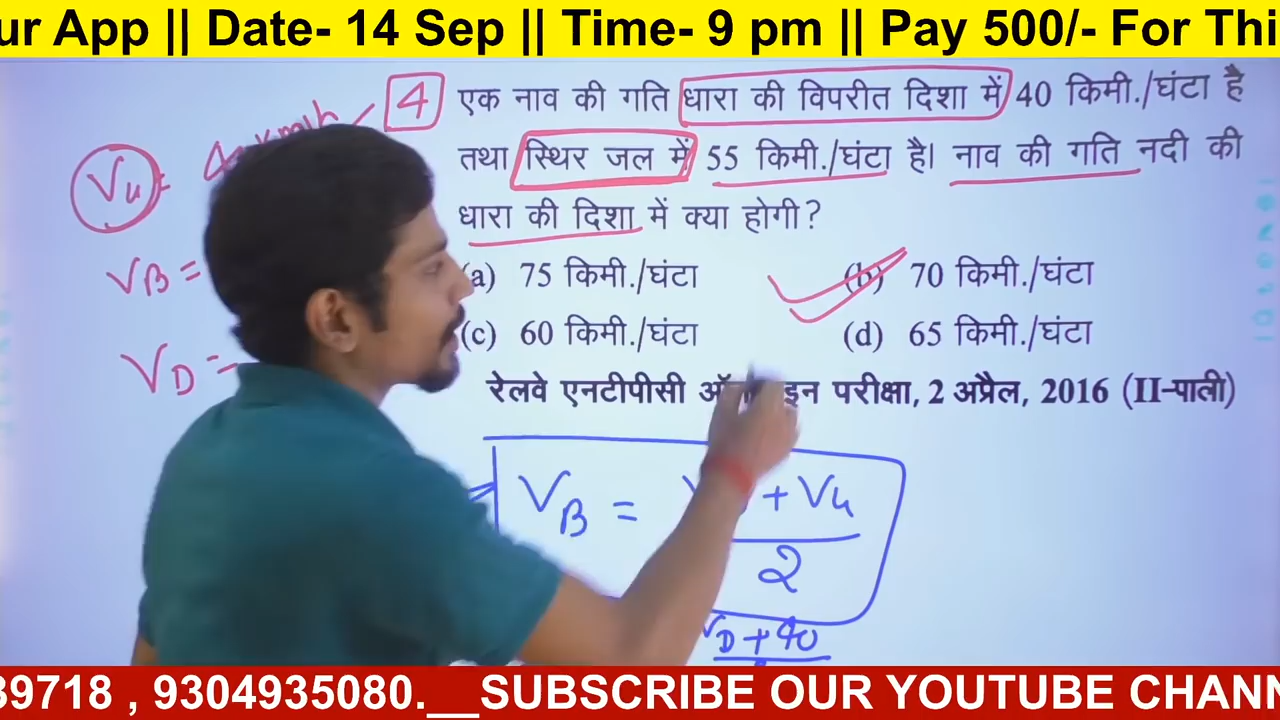 ur App || Date- 14 Sep || Time- 9 pm || Pay 500/- For Thi
4 एक नाव की गति धारा की विपरीत दिशा में 40 किमी./घंटा है
तथा स्थिर जल में 55 किमी./घंटा है। नाव की गति नदी की
धारा की दिशा में क्या होगी?
(a) 75 किमी./घंटा (b) 70 किमी./घंटा
(c) 60 किमी./घंटा (d) 65 किमी./घंटा
रेलवे एनटीपीसी परीक्षा, 2 अप्रैल, 2016 (II-पाली)
Vu =
VB =
VD =
VB = + Vu
2
VD + 40
39718 , 9304935080.__SUBSCRIBE OUR YOUTUBE CHANN